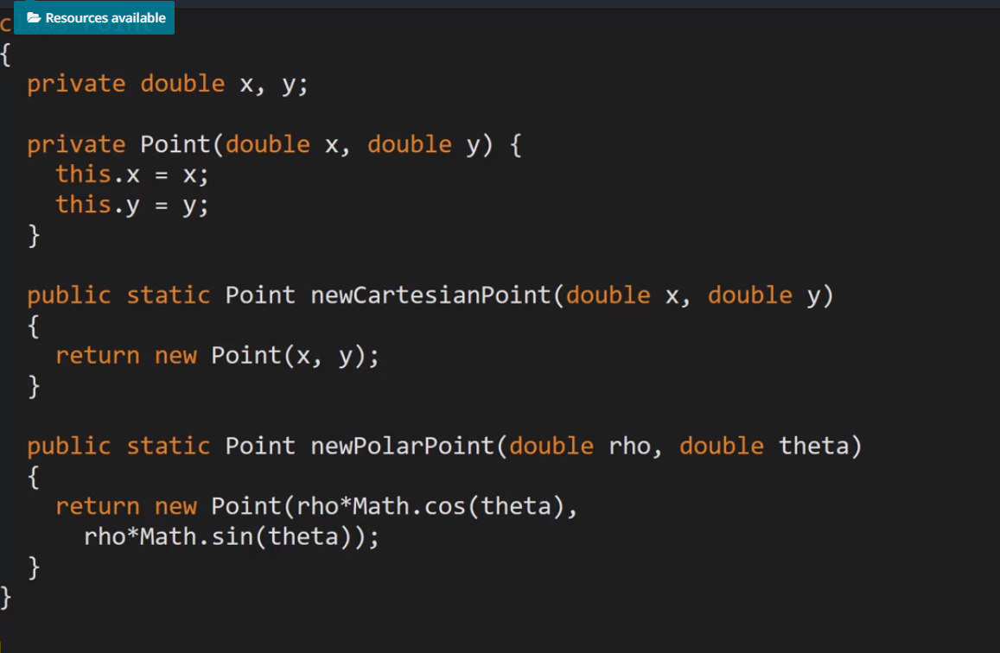 Resources available
class Point
{
  private double x, y;

  private Point(double x, double y) {
    this.x = x;
    this.y = y;
  }

  public static Point newCartesianPoint(double x, double y)
  {
    return new Point(x, y);
  }

  public static Point newPolarPoint(double rho, double theta)
  {
    return new Point(rho*Math.cos(theta),
      rho*Math.sin(theta));
  }
}